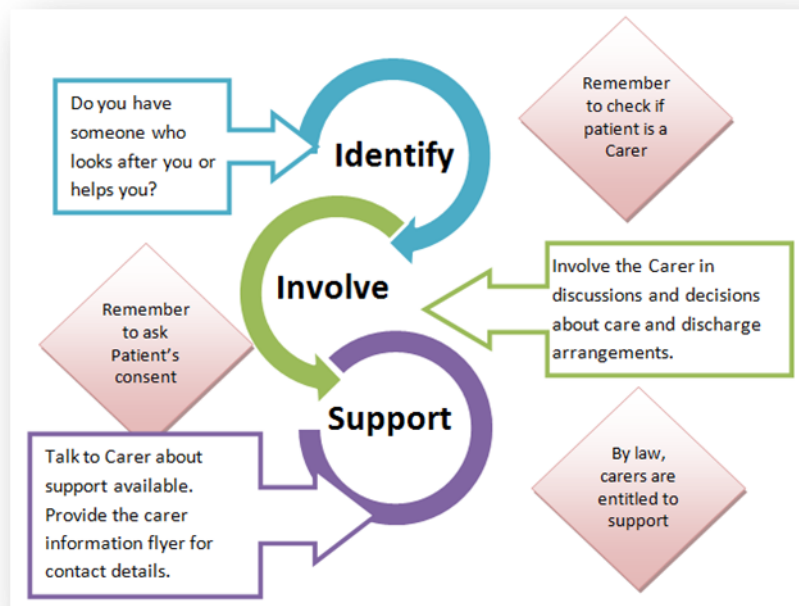 Do you have
someone who
looks after you or
helps you?
Identify
Remember
to check if
patient is a
Carer
Involve
Involve the Carer in
discussions and decisions
about care and discharge
arrangements.
Remember
to ask
Patient's
consent
Support
Talk to Carer about
support available.
Provide the carer
information flyer for
contact details.
By law,
carers are
entitled to
support